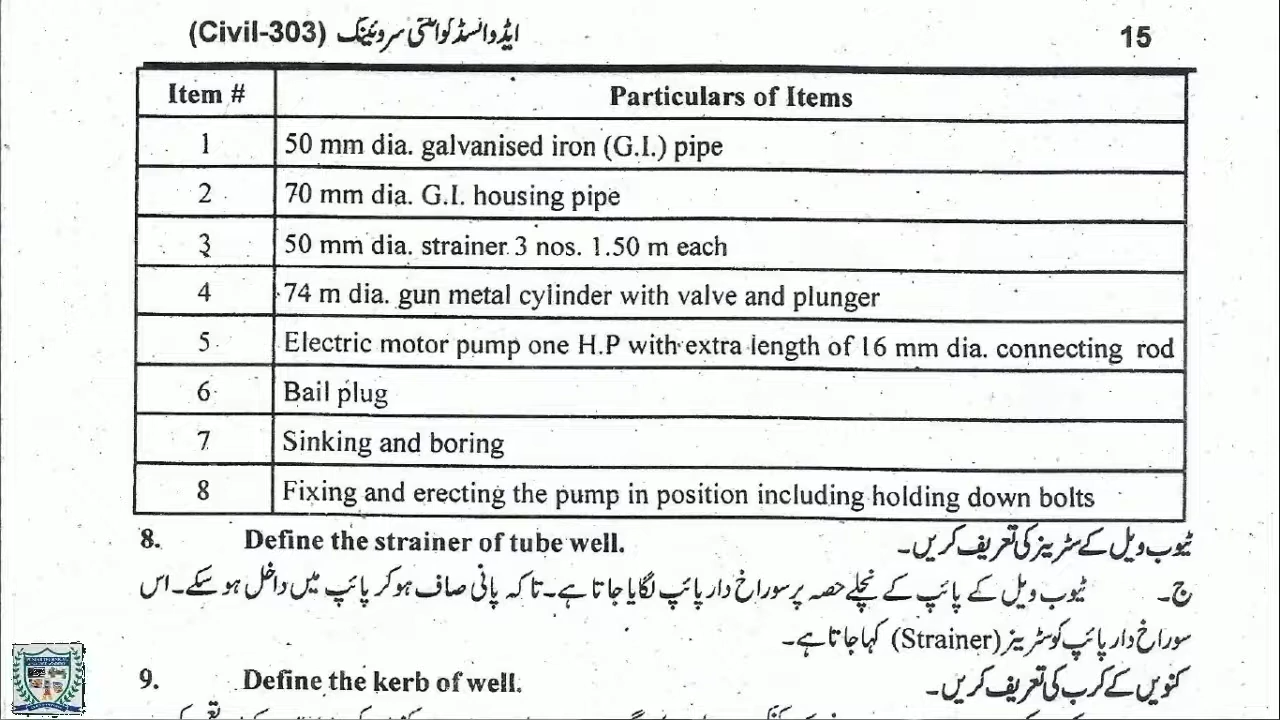 ایڈوانسڈ کوانٹٹی سروئینگ (Civil-303) 15
Item # Particulars of Items
1 50 mm dia. galvanised iron (G.I.) pipe
2 70 mm dia. G.I. housing pipe
3 50 mm dia. strainer 3 nos. 1.50 m each
4 74 m dia. gun metal cylinder with valve and plunger
5 Electric motor pump one H.P with extra length of 16 mm dia. connecting rod
6 Bail plug
7 Sinking and boring
8 Fixing and erecting the pump in position including holding down bolts
8. Define the strainer of tube well. ٹیوب ویل کے سٹرینز کی تعریف کریں۔
ج۔ ٹیوب ویل کے پائپ کے نچلے حصہ پر سوراخ دار پائپ لگایا جاتا ہے۔ تاکہ پانی صاف ہو کر پائپ میں داخل ہو سکے۔ اس
سوراخ دار پائپ کو سٹرینز (Strainer) کہا جاتا ہے۔
9. Define the kerb of well. کنویں کے کرب کی تعریف کریں۔